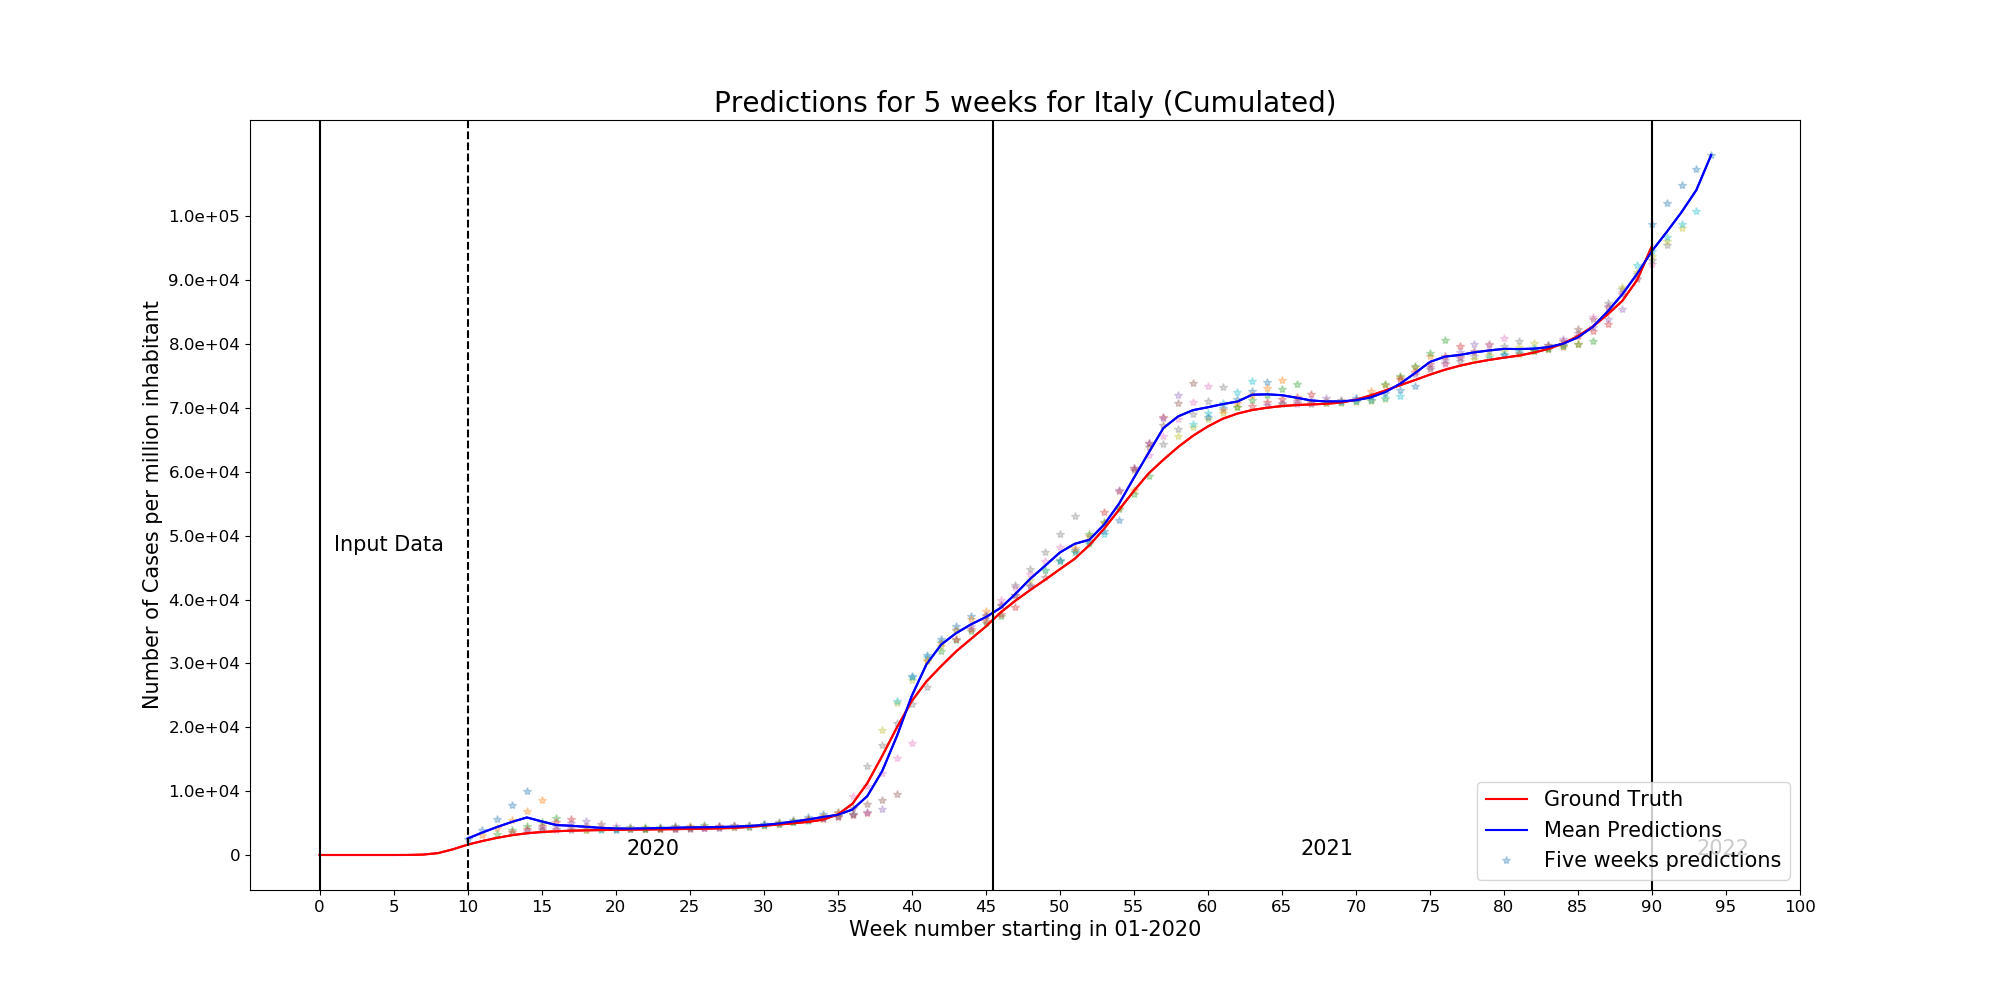 Predictions for 5 weeks for Italy (Cumulated)
Number of Cases per million inhabitant
1.0e+05
9.0e+04
8.0e+04
7.0e+04
6.0e+04
5.0e+04
4.0e+04
3.0e+04
2.0e+04
1.0e+04
0
Input Data
2020
2021
2022
Ground Truth
Mean Predictions
Five weeks predictions
0 5 10 15 20 25 30 35 40 45 50 55 60 65 70 75 80 85 90 95 100
Week number starting in 01-2020